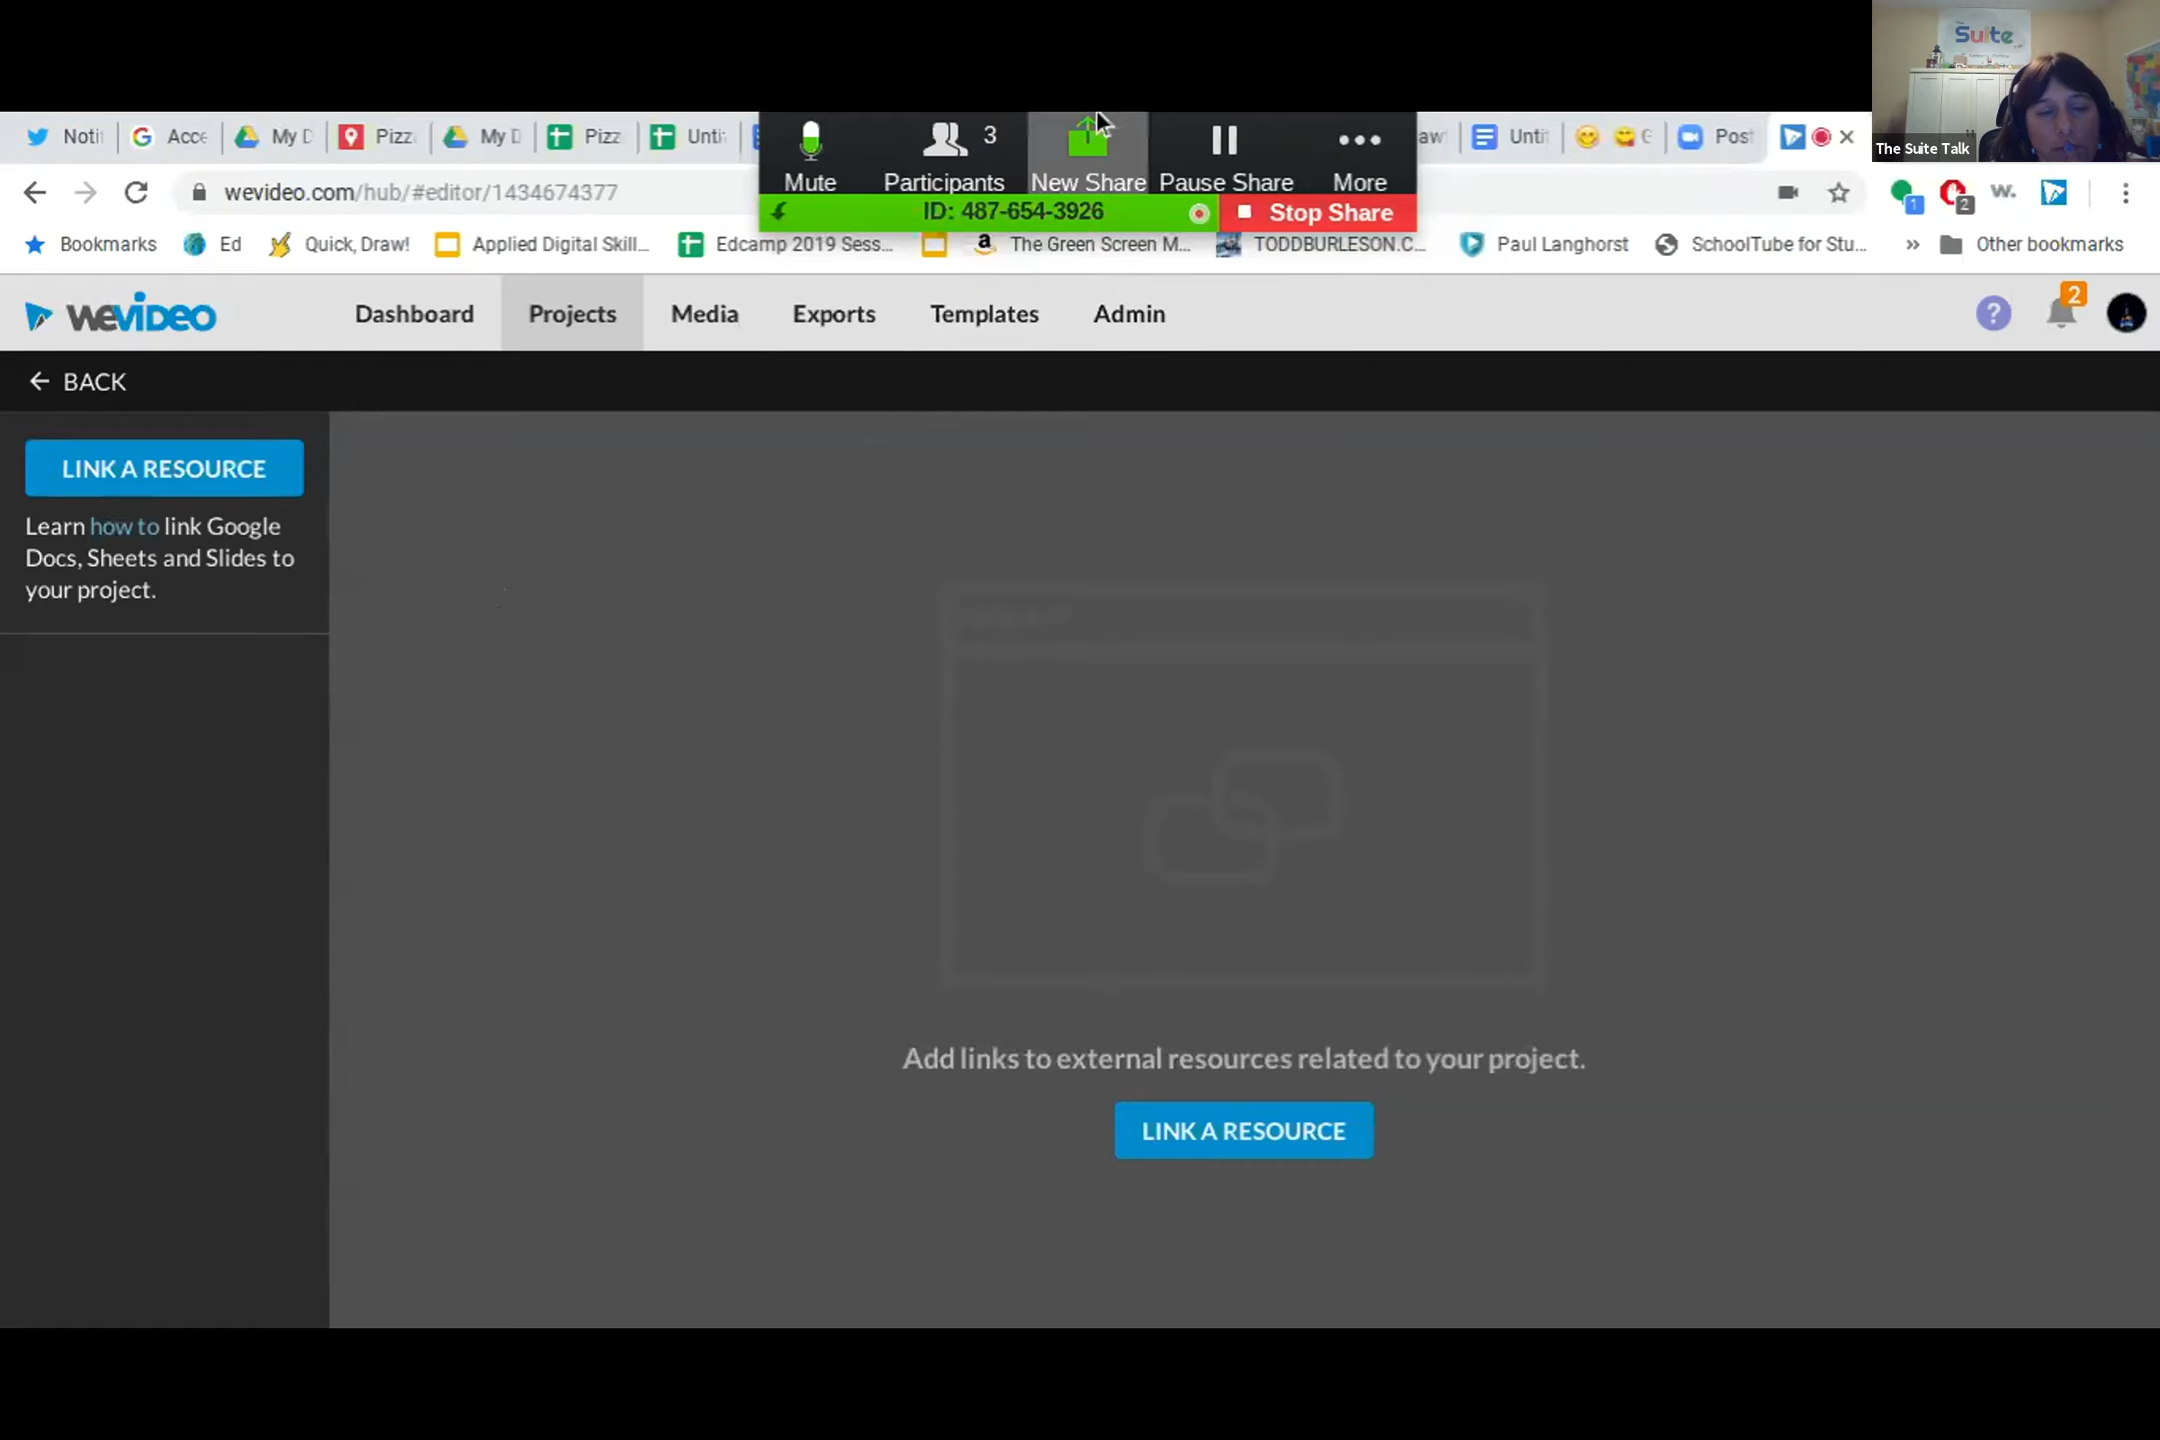 Suite
The Suite Talk
Noti
Acce
My D
Pizz
My D
Pizz
Unti
Unti
Post
Mute
Participants
3
New Share
Pause Share
More
ID: 487-654-3926
Stop Share
wevideo.com/hub/#editor/1434674377
1
2
w.
Bookmarks
Ed
Quick, Draw!
Applied Digital Skill...
Edcamp 2019 Sess...
The Green Screen M...
TODDBURLESON.C...
Paul Langhorst
SchoolTube for Stu...
»
Other bookmarks
WEVIDEO
Dashboard
Projects
Media
Exports
Templates
Admin
?
2
BACK
LINK A RESOURCE
Learn how to link Google
Docs, Sheets and Slides to
your project.
Add links to external resources related to your project.
LINK A RESOURCE